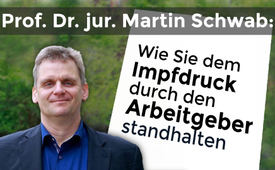 Prof. Dr. jur. Martin Schwab:
Wie Sie dem
Impfdruck
durch den
Arbeitgeber
standhalten